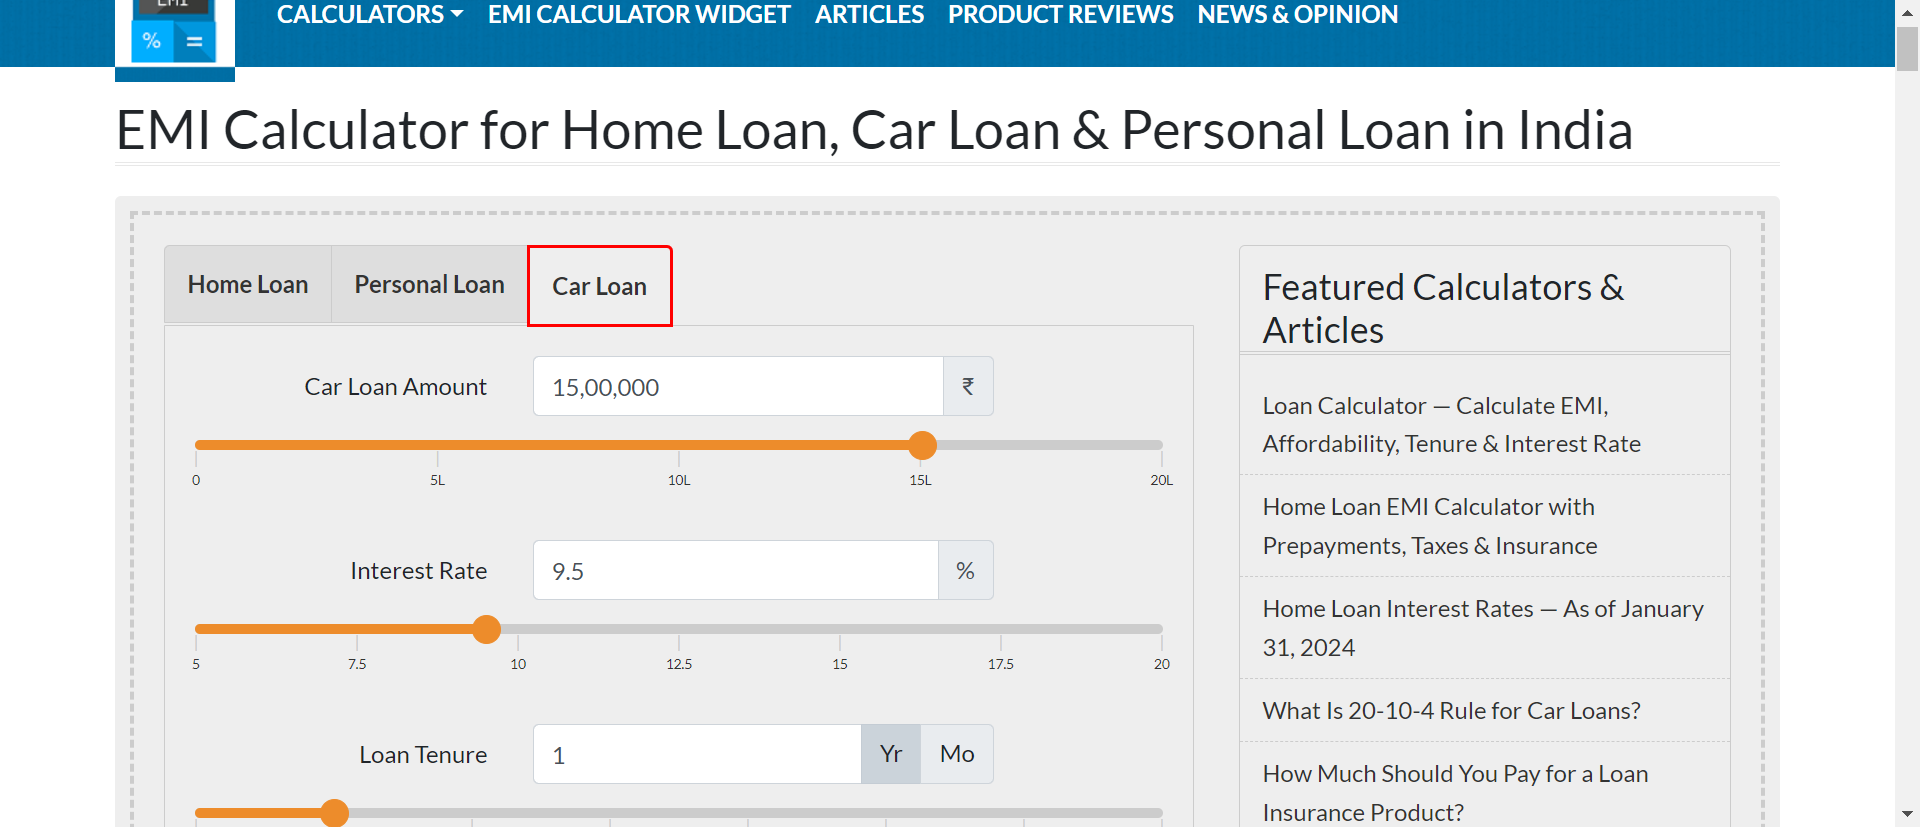 EMI
% =
CALCULATORS EMI CALCULATOR WIDGET ARTICLES PRODUCT REVIEWS NEWS & OPINION
EMI Calculator for Home Loan, Car Loan & Personal Loan in India
Home Loan Personal Loan Car Loan
Car Loan Amount 15,00,000 ₹
0 5L 10L 15L 20L
Interest Rate 9.5 %
5 7.5 10 12.5 15 17.5 20
Loan Tenure 1 Yr Mo
Featured Calculators &
Articles
Loan Calculator — Calculate EMI,
Affordability, Tenure & Interest Rate
Home Loan EMI Calculator with
Prepayments, Taxes & Insurance
Home Loan Interest Rates — As of January
31, 2024
What Is 20-10-4 Rule for Car Loans?
How Much Should You Pay for a Loan
Insurance Product?